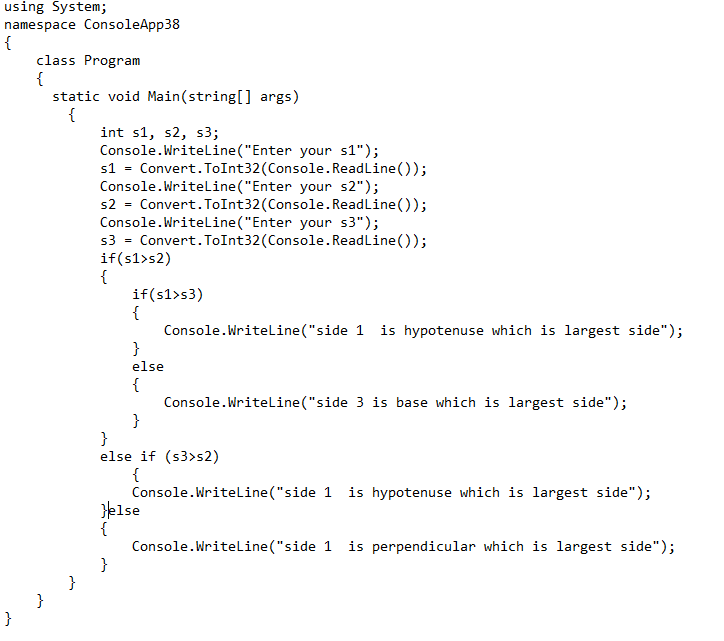 using System;
namespace ConsoleApp38
{
    class Program
    {
      static void Main(string[] args)
        {
            int s1, s2, s3;
            Console.WriteLine("Enter your s1");
            s1 = Convert.ToInt32(Console.ReadLine());
            Console.WriteLine("Enter your s2");
            s2 = Convert.ToInt32(Console.ReadLine());
            Console.WriteLine("Enter your s3");
            s3 = Convert.ToInt32(Console.ReadLine());
            if(s1>s2)
            {
                if(s1>s3)
                {
                    Console.WriteLine("side 1  is hypotenuse which is largest side");
                }
                else
                {
                    Console.WriteLine("side 3 is base which is largest side");
                }
            }
            else if (s3>s2)
                {
                Console.WriteLine("side 1  is hypotenuse which is largest side");
            }else
            {
                Console.WriteLine("side 1  is perpendicular which is largest side");
            }
        }
    }
}